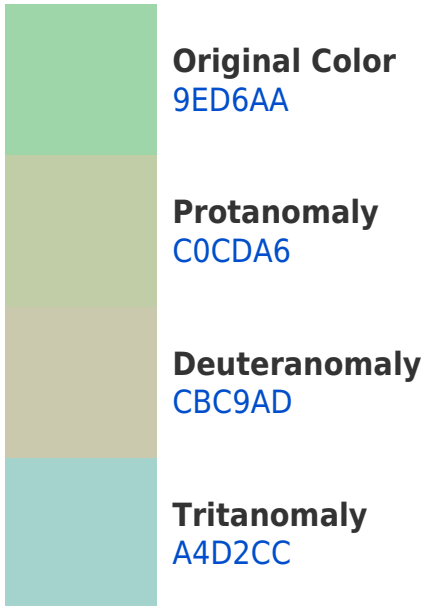 Original Color
9ED6AA
Protanomaly
C0CDA6
Deuteranomaly
CBC9AD
Tritanomaly
A4D2CC